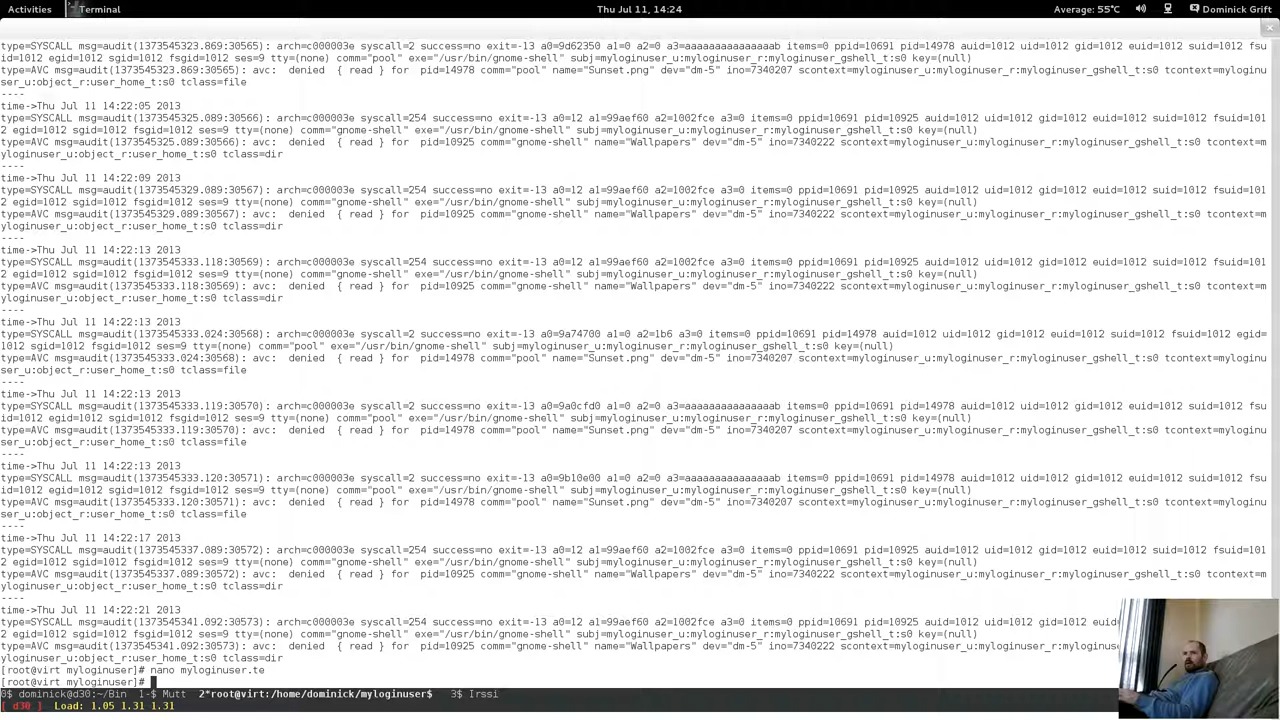 Activities Terminal Thu Jul 11, 14:24 Average: 55°C Dominick Grift
type=SYSCALL msg=audit(1373545323.869:30565): arch=c000003e syscall=2 success=no exit=-13 a0=9d62350 a1=0 a2=0 a3=aaaaaaaaaaaaaaab items=0 ppid=10691 pid=14978 auid=1012 uid=1012 gid=1012 euid=1012 suid=1012 fsu
id=1012 egid=1012 sgid=1012 fsgid=1012 ses=9 tty=(none) comm="pool" exe="/usr/bin/gnome-shell" subj=myloginuser_u:myloginuser_r:myloginuser_gshell_t:s0 key=(null)
type=AVC msg=audit(1373545323.869:30565): avc:  denied  { read } for  pid=14978 comm="pool" name="Sunset.png" dev="dm-5" ino=7340207 scontext=myloginuser_u:myloginuser_r:myloginuser_gshell_t:s0 tcontext=myloginu
ser_u:object_r:user_home_t:s0 tclass=file
----
time->Thu Jul 11 14:22:05 2013
type=SYSCALL msg=audit(1373545325.089:30566): arch=c000003e syscall=254 success=no exit=-13 a0=12 a1=99aef60 a2=1002fce a3=0 items=0 ppid=10691 pid=10925 auid=1012 uid=1012 gid=1012 euid=1012 suid=1012 fsuid=101
2 egid=1012 sgid=1012 fsgid=1012 ses=9 tty=(none) comm="gnome-shell" exe="/usr/bin/gnome-shell" subj=myloginuser_u:myloginuser_r:myloginuser_gshell_t:s0 key=(null)
type=AVC msg=audit(1373545325.089:30566): avc:  denied  { read } for  pid=10925 comm="gnome-shell" name="Wallpapers" dev="dm-5" ino=7340222 scontext=myloginuser_u:myloginuser_r:myloginuser_gshell_t:s0 tcontext=m
yloginuser_u:object_r:user_home_t:s0 tclass=dir
----
time->Thu Jul 11 14:22:09 2013
type=SYSCALL msg=audit(1373545329.089:30567): arch=c000003e syscall=254 success=no exit=-13 a0=12 a1=99aef60 a2=1002fce a3=0 items=0 ppid=10691 pid=10925 auid=1012 uid=1012 gid=1012 euid=1012 suid=1012 fsuid=101
2 egid=1012 sgid=1012 fsgid=1012 ses=9 tty=(none) comm="gnome-shell" exe="/usr/bin/gnome-shell" subj=myloginuser_u:myloginuser_r:myloginuser_gshell_t:s0 key=(null)
type=AVC msg=audit(1373545329.089:30567): avc:  denied  { read } for  pid=10925 comm="gnome-shell" name="Wallpapers" dev="dm-5" ino=7340222 scontext=myloginuser_u:myloginuser_r:myloginuser_gshell_t:s0 tcontext=m
yloginuser_u:object_r:user_home_t:s0 tclass=dir
----
time->Thu Jul 11 14:22:13 2013
type=SYSCALL msg=audit(1373545333.118:30569): arch=c000003e syscall=254 success=no exit=-13 a0=12 a1=99aef60 a2=1002fce a3=0 items=0 ppid=10691 pid=10925 auid=1012 uid=1012 gid=1012 euid=1012 suid=1012 fsuid=101
2 egid=1012 sgid=1012 fsgid=1012 ses=9 tty=(none) comm="gnome-shell" exe="/usr/bin/gnome-shell" subj=myloginuser_u:myloginuser_r:myloginuser_gshell_t:s0 key=(null)
type=AVC msg=audit(1373545333.118:30569): avc:  denied  { read } for  pid=10925 comm="gnome-shell" name="Wallpapers" dev="dm-5" ino=7340222 scontext=myloginuser_u:myloginuser_r:myloginuser_gshell_t:s0 tcontext=m
yloginuser_u:object_r:user_home_t:s0 tclass=dir
----
time->Thu Jul 11 14:22:13 2013
type=SYSCALL msg=audit(1373545333.024:30568): arch=c000003e syscall=2 success=no exit=-13 a0=9a74700 a1=0 a2=1b6 a3=0 items=0 ppid=10691 pid=14978 auid=1012 uid=1012 gid=1012 euid=1012 suid=1012 fsuid=1012 egid=
1012 sgid=1012 fsgid=1012 ses=9 tty=(none) comm="pool" exe="/usr/bin/gnome-shell" subj=myloginuser_u:myloginuser_r:myloginuser_gshell_t:s0 key=(null)
type=AVC msg=audit(1373545333.024:30568): avc:  denied  { read } for  pid=14978 comm="pool" name="Sunset.png" dev="dm-5" ino=7340207 scontext=myloginuser_u:myloginuser_r:myloginuser_gshell_t:s0 tcontext=myloginu
ser_u:object_r:user_home_t:s0 tclass=file
----
time->Thu Jul 11 14:22:13 2013
type=SYSCALL msg=audit(1373545333.119:30570): arch=c000003e syscall=2 success=no exit=-13 a0=9a0cfd0 a1=0 a2=0 a3=aaaaaaaaaaaaaaab items=0 ppid=10691 pid=14978 auid=1012 uid=1012 gid=1012 euid=1012 suid=1012 fsu
id=1012 egid=1012 sgid=1012 fsgid=1012 ses=9 tty=(none) comm="pool" exe="/usr/bin/gnome-shell" subj=myloginuser_u:myloginuser_r:myloginuser_gshell_t:s0 key=(null)
type=AVC msg=audit(1373545333.119:30570): avc:  denied  { read } for  pid=14978 comm="pool" name="Sunset.png" dev="dm-5" ino=7340207 scontext=myloginuser_u:myloginuser_r:myloginuser_gshell_t:s0 tcontext=myloginu
ser_u:object_r:user_home_t:s0 tclass=file
----
time->Thu Jul 11 14:22:13 2013
type=SYSCALL msg=audit(1373545333.120:30571): arch=c000003e syscall=2 success=no exit=-13 a0=9b10e00 a1=0 a2=0 a3=aaaaaaaaaaaaaaab items=0 ppid=10691 pid=14978 auid=1012 uid=1012 gid=1012 euid=1012 suid=1012 fsu
id=1012 egid=1012 sgid=1012 fsgid=1012 ses=9 tty=(none) comm="pool" exe="/usr/bin/gnome-shell" subj=myloginuser_u:myloginuser_r:myloginuser_gshell_t:s0 key=(null)
type=AVC msg=audit(1373545333.120:30571): avc:  denied  { read } for  pid=14978 comm="pool" name="Sunset.png" dev="dm-5" ino=7340207 scontext=myloginuser_u:myloginuser_r:myloginuser_gshell_t:s0 tcontext=myloginu
ser_u:object_r:user_home_t:s0 tclass=file
----
time->Thu Jul 11 14:22:17 2013
type=SYSCALL msg=audit(1373545337.089:30572): arch=c000003e syscall=254 success=no exit=-13 a0=12 a1=99aef60 a2=1002fce a3=0 items=0 ppid=10691 pid=10925 auid=1012 uid=1012 gid=1012 euid=1012 suid=1012 fsuid=101
2 egid=1012 sgid=1012 fsgid=1012 ses=9 tty=(none) comm="gnome-shell" exe="/usr/bin/gnome-shell" subj=myloginuser_u:myloginuser_r:myloginuser_gshell_t:s0 key=(null)
type=AVC msg=audit(1373545337.089:30572): avc:  denied  { read } for  pid=10925 comm="gnome-shell" name="Wallpapers" dev="dm-5" ino=7340222 scontext=myloginuser_u:myloginuser_r:myloginuser_gshell_t:s0 tcontext=m
yloginuser_u:object_r:user_home_t:s0 tclass=dir
----
time->Thu Jul 11 14:22:21 2013
type=SYSCALL msg=audit(1373545341.092:30573): arch=c000003e syscall=254 success=no exit=-13 a0=12 a1=99aef60 a2=1002fce a3=0 items=0 ppid=10691 pid=10925 auid=1012 uid=1012 gid=1012 euid=1012
2 egid=1012 sgid=1012 fsgid=1012 ses=9 tty=(none) comm="gnome-shell" exe="/usr/bin/gnome-shell" subj=myloginuser_u:myloginuser_r:myloginuser_gshell_t:s0 key=(null)
type=AVC msg=audit(1373545341.092:30573): avc:  denied  { read } for  pid=10925 comm="gnome-shell" name="Wallpapers" dev="dm-5" ino=7340222 scontext=myloginuser_u:myloginuser_r:myloginuser_gs
yloginuser_u:object_r:user_home_t:s0 tclass=dir
[root@virt myloginuser]# nano myloginuser.te
[root@virt myloginuser]#
0$ dominick@d30:~/Bin  1-$ Mutt  2*root@virt:/home/dominick/myloginuser$   3$ Irssi
[ d30 ]  Load: 1.05 1.31 1.31